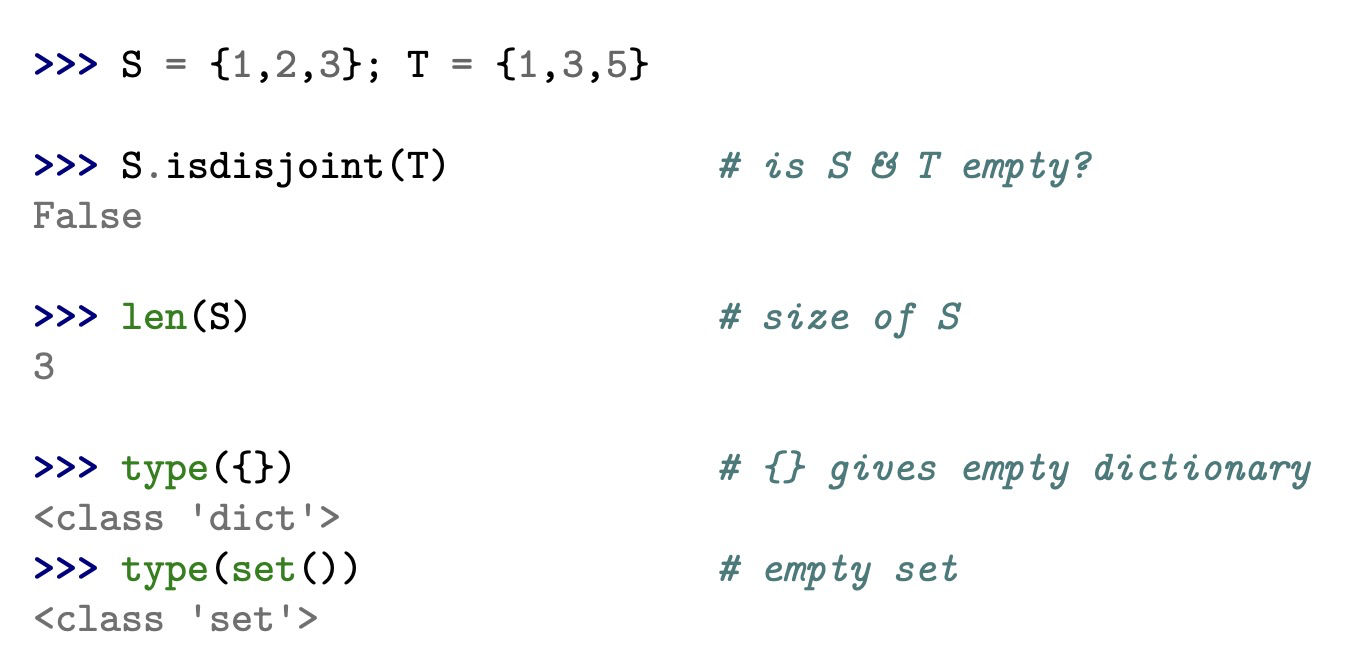 >>> S = {1,2,3}; T = {1,3,5}
>>> S.isdisjoint(T) # is S & T empty?
False
>>> len(S) # size of S
3
>>> type({}) # {} gives empty dictionary
<class 'dict'>
>>> type(set()) # empty set
<class 'set'>